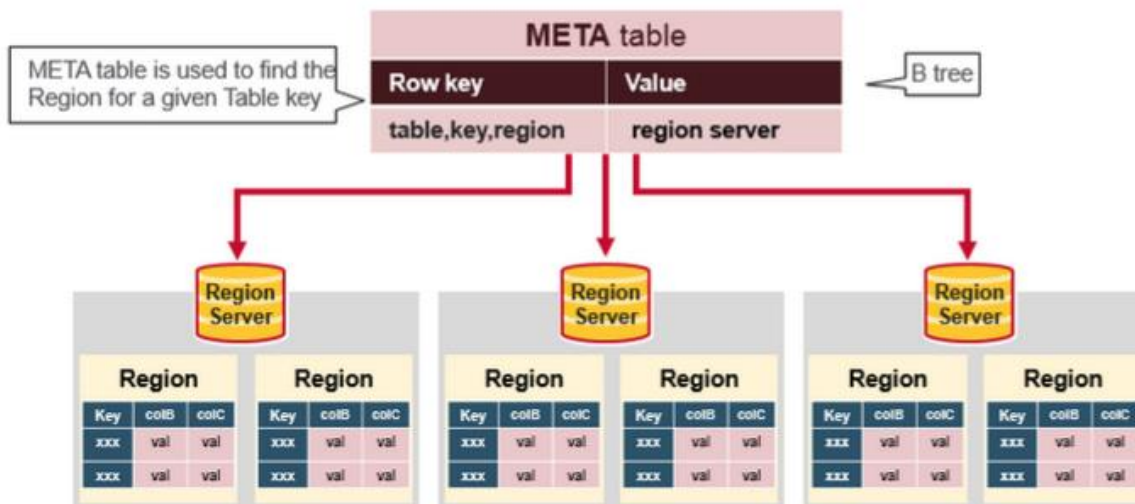 META table
META table is used to find the
Region for a given Table key
Row key Value
B tree
table,key,region region server
Region
Server
Region
Server
Region
Server
Region Region Region Region Region Region
Key colB colC Key colB colC Key colB colC Key colB colC Key colB colC Key colB colC
xxx val val xxx val val xxx val val xxx val val xxx val val xxx val val
xxx val val xxx val val xxx val val xxx val val xxx val val xxx val val